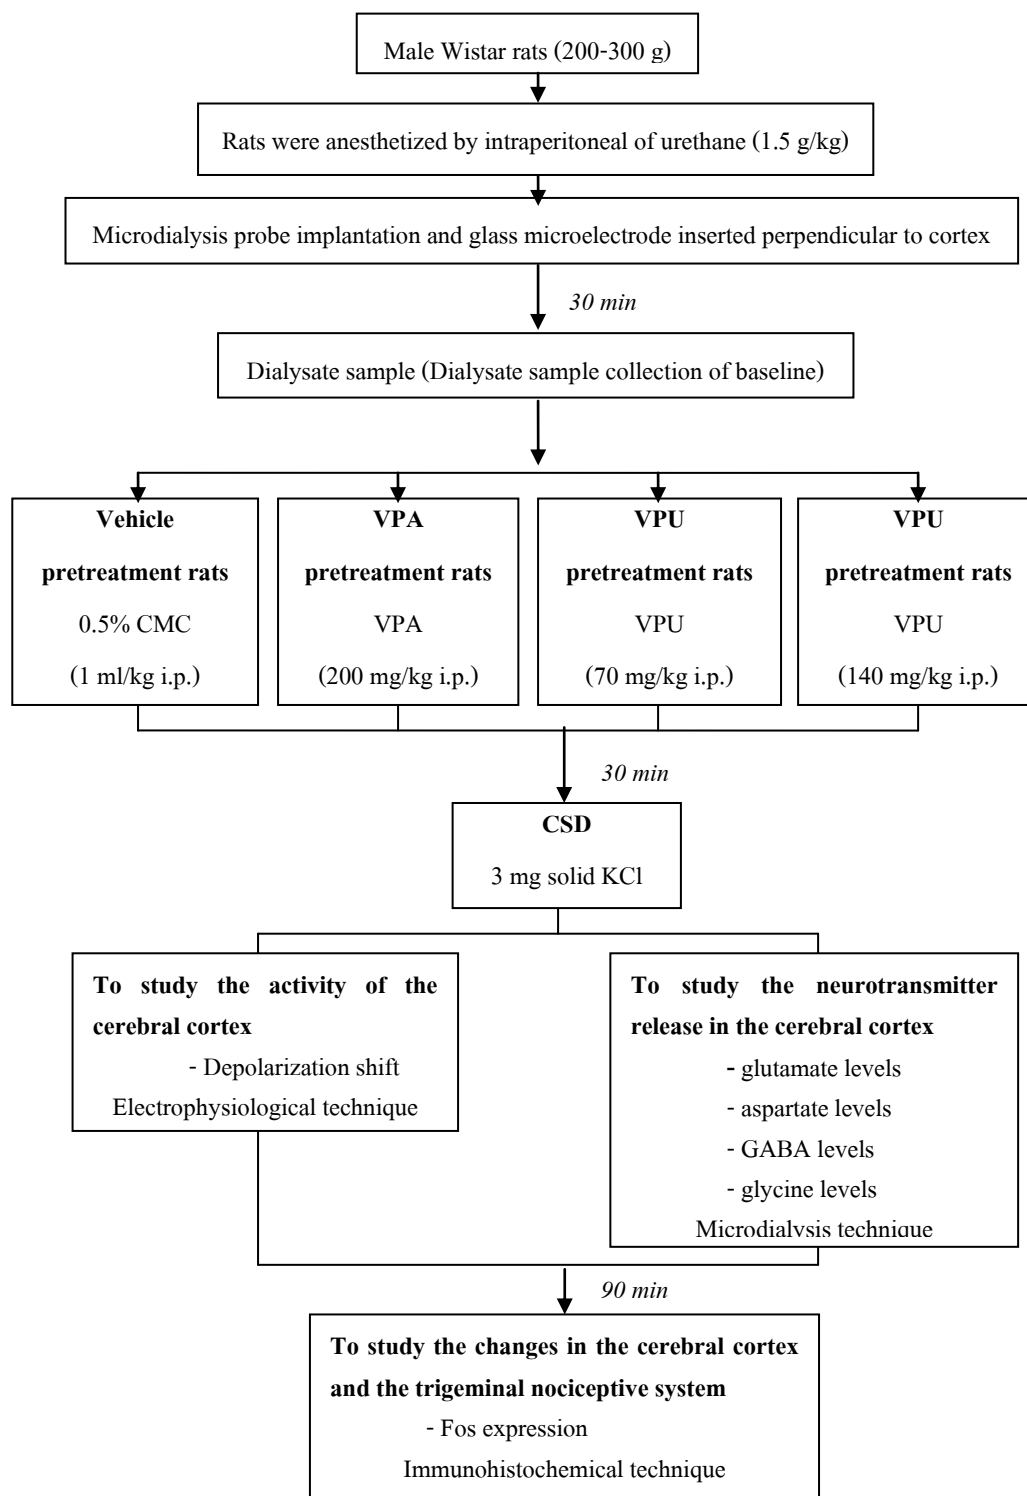 Male Wistar rats (200-300 g)
Rats were anesthetized by intraperitoneal of urethane (1.5 g/kg)
Microdialysis probe implantation and glass microelectrode inserted perpendicular to cortex
30 min
Dialysate sample (Dialysate sample collection of baseline)
Vehicle
pretreatment rats
0.5% CMC
(1 ml/kg i.p.)
VPA
pretreatment rats
VPA
(200 mg/kg i.p.)
VPU
pretreatment rats
VPU
(70 mg/kg i.p.)
VPU
pretreatment rats
VPU
(140 mg/kg i.p.)
30 min
CSD
3 mg solid KCl
To study the activity of the
cerebral cortex
- Depolarization shift
Electrophysiological technique
To study the neurotransmitter
release in the cerebral cortex
- glutamate levels
- aspartate levels
- GABA levels
- glycine levels
Microdialysis technique
90 min
To study the changes in the cerebral cortex
and the trigeminal nociceptive system
- Fos expression
Immunohistochemical technique